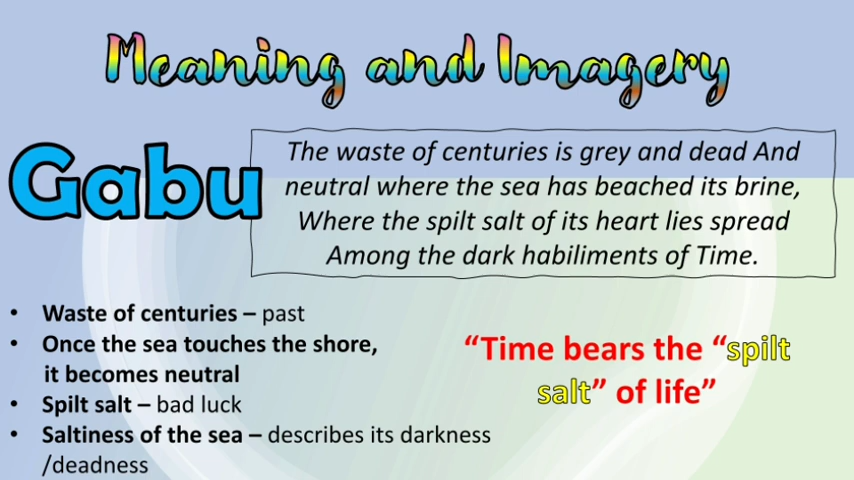 Meaning and Imagery
Gabu
The waste of centuries is grey and dead And
neutral where the sea has beached its brine,
Where the spilt salt of its heart lies spread
Among the dark habiliments of Time.
• Waste of centuries – past
• Once the sea touches the shore,
it becomes neutral
• Spilt salt – bad luck
• Saltiness of the sea – describes its darkness
/deadness
“Time bears the “spilt
salt” of life”